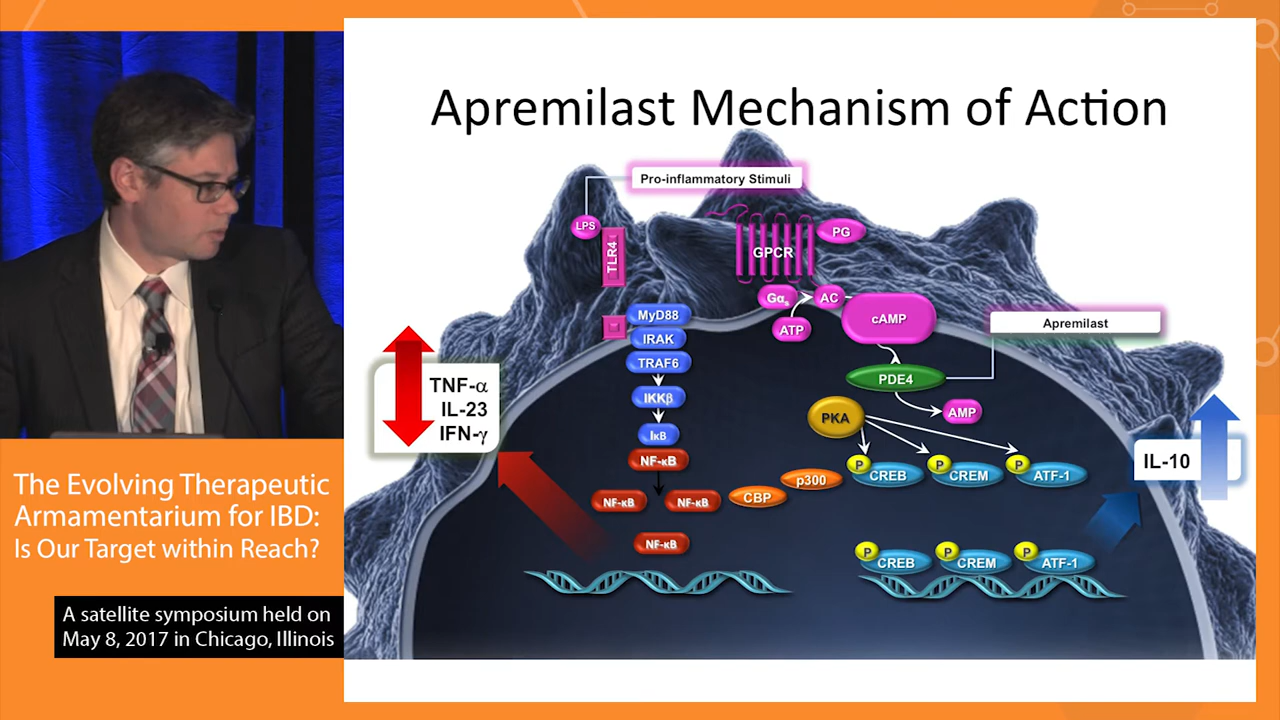 Apremilast Mechanism of Action
Pro-inflammatory Stimuli
LPS
TLR4
GPCR
PG
Gαs
AC
ATP
cAMP
Apremilast
MyD88
IRAK
TRAF6
IKKβ
IκB
NF-κB
NF-κB
NF-κB
NF-κB
CBP
p300
PDE4
AMP
PKA
P
CREB
P
CREM
P
ATF-1
P
CREB
P
CREM
P
ATF-1
TNF-α
IL-23
IFN-γ
IL-10
The Evolving Therapeutic
Armamentarium for IBD:
Is Our Target within Reach?
A satellite symposium held on
May 8, 2017 in Chicago, Illinois